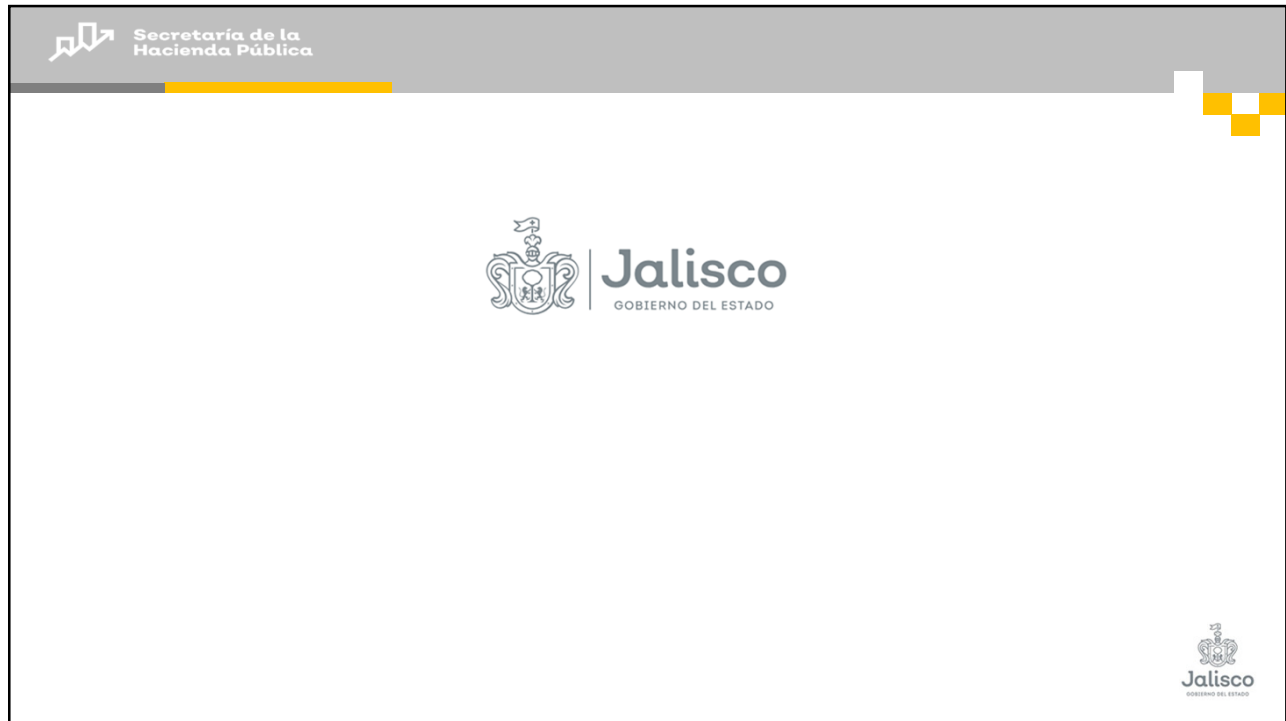 Secretaría de la
Hacienda Pública
Jalisco
GOBIERNO DEL ESTADO
Jalisco
GOBIERNO DEL ESTADO